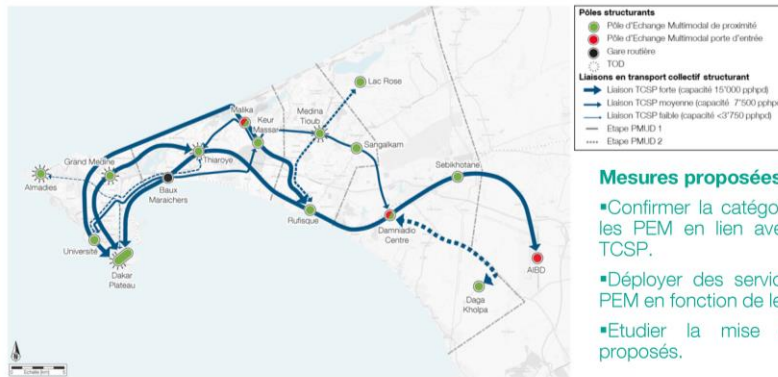 Pôles structurants
Pôle d'Echange Multimodal de proximité
Pôle d'Echange Multimodal porte d'entrée
Gare routière
TOD
Liaisons en transport collectif structurant
Liaison TCSP forte (capacité 15'000 pphpd)
Liaison TCSP moyenne (capacité 7'500 pphpd)
Liaison TCSP faible (capacité <3'750 pphpd)
Etape PMUD 1
Etape PMUD 2
Lac Rose
Malika
Keur
Massar
Medina
Tioub
Sangalkam
Grand Medine
Thiaroye
Sebikhotane
Almadies
Baux
Maraichers
Rufisque
Damniadio
Centre
Université
Dakar
Plateau
AIBD
Daga
Kholpa
Mesures proposées
▪Confirmer la catégo
les PEM en lien ave
TCSP.
▪Déployer des servic
PEM en fonction de le
▪Etudier la mise
proposés.